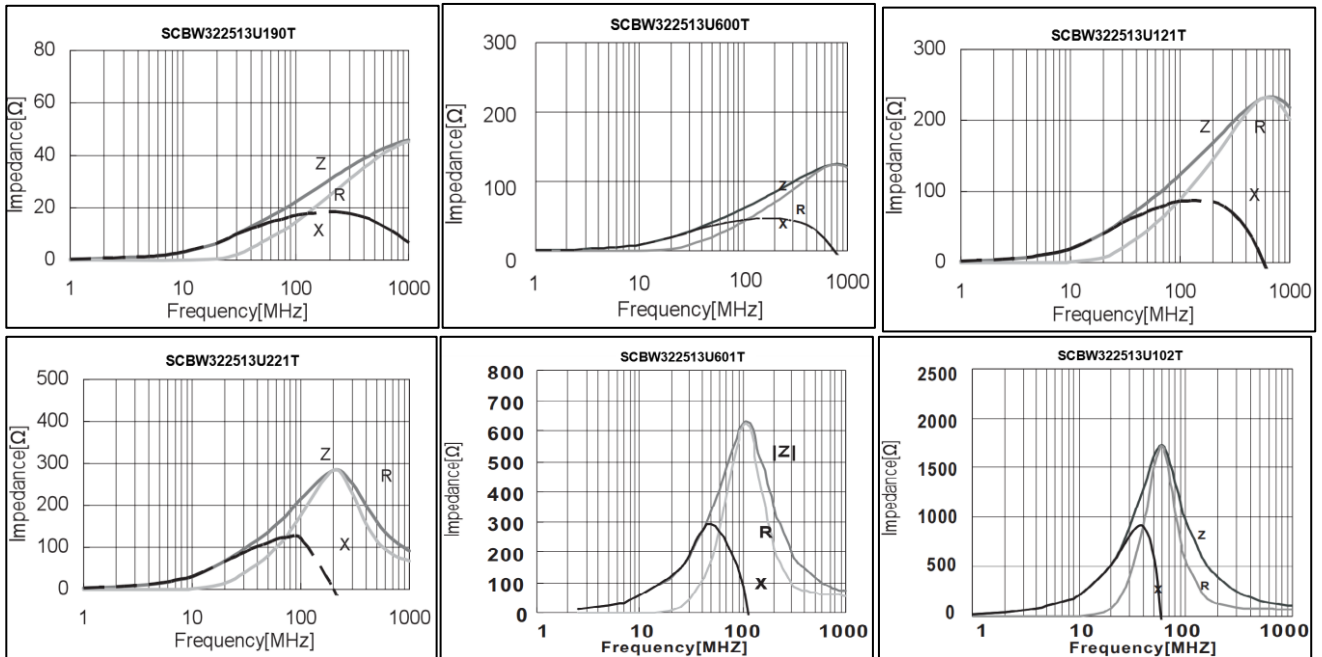 SCBW322513U190T
80
60
40
20
0
Impedance[Ω]
Z
R
X
1 10 100 1000
Frequency[MHz]
SCBW322513U600T
300
200
100
0
Impedance[Ω]
Z
R
X
1 10 100 1000
Frequency[MHz]
SCBW322513U121T
300
200
100
0
Impedance[Ω]
Z R
X
1 10 100 1000
Frequency[MHz]
SCBW322513U221T
500
400
300
200
100
0
Impedance[Ω]
Z R
X
1 10 100 1000
Frequency[MHz]
SCBW322513U601T
800
700
600
500
400
300
200
100
0
Impedance[Ω]
|Z|
R
X
1 10 100 1000
Frequency[MHZ]
SCBW322513U102T
2500
2000
1500
1000
500
0
Impedance[Ω]
Z
X R
1 10 100 1000
Frequency[MHZ]